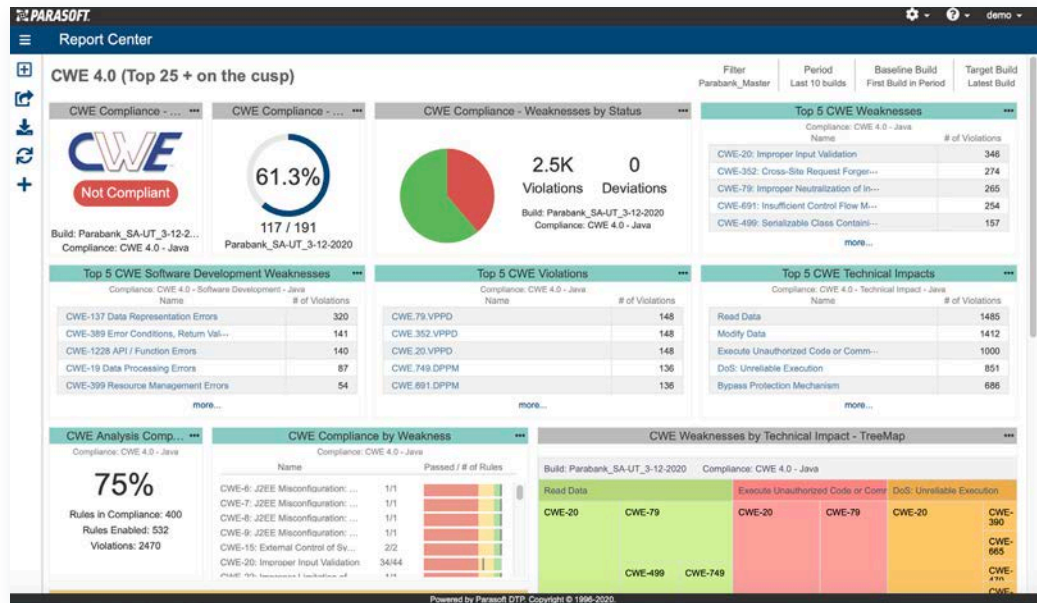 PARASOFT.
demo
Report Center
CWE 4.0 (Top 25 + on the cusp)
Filter
Parabank_Master
Period
Last 10 builds
Baseline Build
First Build in Period
Target Build
Latest Build
CWE Compliance - ...
CWE
Not Compliant
Build: Parabank_SA-UT_3-12-2...
Compliance: CWE 4.0 - Java
CWE Compliance - ...
61.3%
117 / 191
Parabank_SA-UT_3-12-2020
CWE Compliance - Weaknesses by Status
2.5K
Violations
0
Deviations
Build: Parabank_SA-UT_3-12-2020
Compliance: CWE 4.0 - Java
Top 5 CWE Weaknesses
Compliance: CWE 4.0 - Java
Name # of Violations
CWE-20: Improper Input Validation 346
CWE-352: Cross-Site Request Forger... 274
CWE-79: Improper Neutralization of In... 265
CWE-691: Insufficient Control Flow M... 254
CWE-499: Serializable Class Containi... 157
more...
Top 5 CWE Software Development Weaknesses
Compliance: CWE 4.0 - Software Development - Java
Name # of Violations
CWE-137 Data Representation Errors 320
CWE-389 Error Conditions, Return Val... 141
CWE-1228 API / Function Errors 140
CWE-19 Data Processing Errors 87
CWE-399 Resource Management Errors 54
more...
Top 5 CWE Violations
Compliance: CWE 4.0 - Java
Name # of Violations
CWE.79.VPPD 148
CWE.352.VPPD 148
CWE.20.VPPD 148
CWE.749.DPPM 136
CWE.691.DPPM 136
more...
Top 5 CWE Technical Impacts
Compliance: CWE 4.0 - Technical Impact - Java
Name # of Violations
Read Data 1485
Modify Data 1412
Execute Unauthorized Code or Comm... 1000
DoS: Unreliable Execution 851
Bypass Protection Mechanism 686
more...
CWE Analysis Comp...
Compliance: CWE 4.0 - Java
75%
Rules in Compliance: 400
Rules Enabled: 532
Violations: 2470
CWE Compliance by Weakness
Compliance: CWE 4.0 - Java
Name Passed / # of Rules
CWE-6: J2EE Misconfiguration: ... 1/1
CWE-7: J2EE Misconfiguration: ... 1/1
CWE-8: J2EE Misconfiguration: ... 1/1
CWE-9: J2EE Misconfiguration: ... 1/1
CWE-15: External Control of Sy... 2/2
CWE-20: Improper Input Validation 34/44
CWE Weaknesses by Technical Impact - TreeMap
Build: Parabank_SA-UT_3-12-2020 Compliance: CWE 4.0 - Java
Read Data
CWE-20
CWE-79
CWE-499
CWE-749
Execute Unauthorized Code or Comr
CWE-20
CWE-79
DoS: Unreliable Execution
CWE-20
CWE-390
CWE-665
Powered by Parasoft DTP. Copyright © 1996-2020.